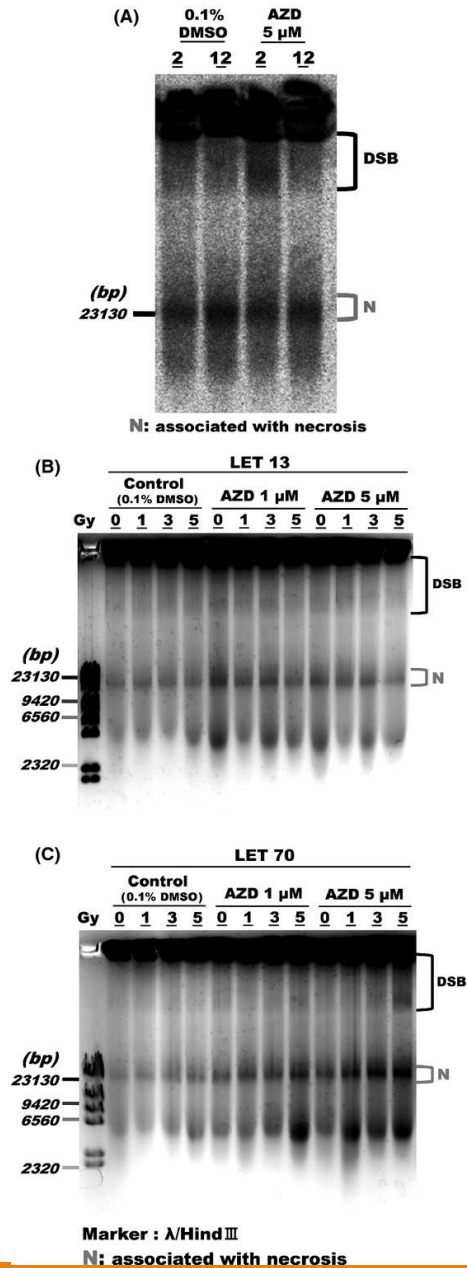 (A)
0.1% DMSO AZD 5 µM
2 12 2 12
DSB
(bp)
23130
N
N: associated with necrosis
(B)
LET 13
Control (0.1% DMSO) AZD 1 µM AZD 5 µM
Gy 0 1 3 5 0 1 3 5 0 1 3 5
DSB
(bp)
23130
N
9420
6560
2320
(C)
LET 70
Control (0.1% DMSO) AZD 1 µM AZD 5 µM
Gy 0 1 3 5 0 1 3 5 0 1 3 5
DSB
(bp)
23130
N
9420
6560
2320
Marker : λ/Hind Ⅲ
N: associated with necrosis